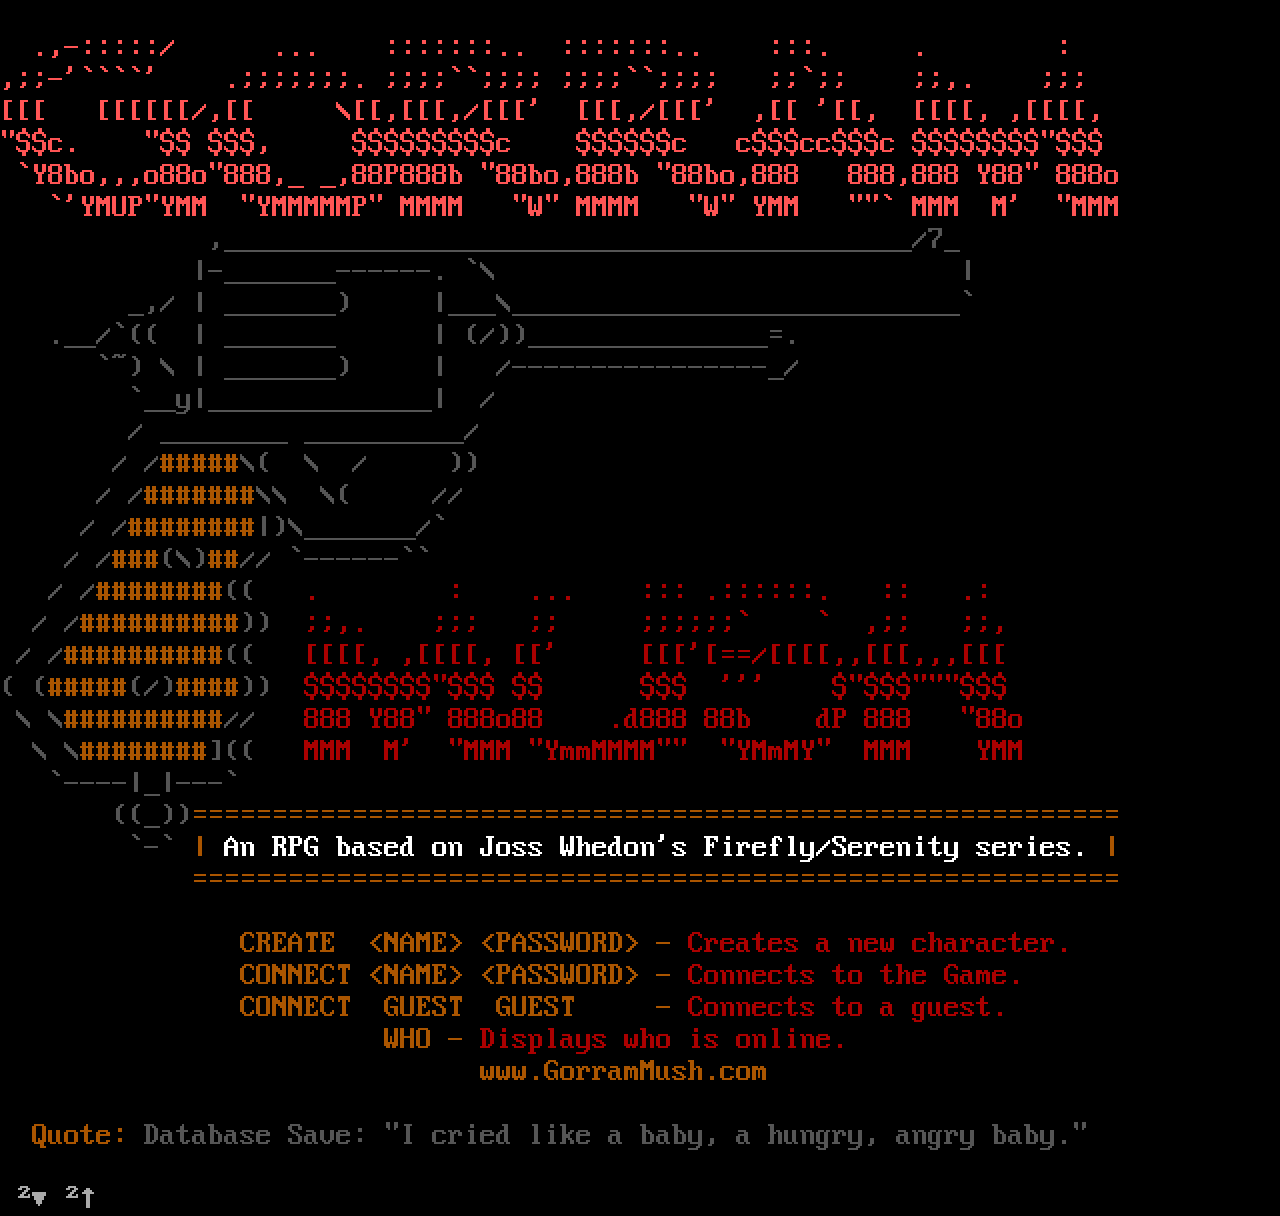 GORRAM
MUSH
An RPG based on Joss Whedon's Firefly/Serenity series.
CREATE <NAME> <PASSWORD> - Creates a new character.
CONNECT <NAME> <PASSWORD> - Connects to the Game.
CONNECT GUEST GUEST - Connects to a guest.
WHO - Displays who is online.
www.GorramMush.com
Quote: Database Save: "I cried like a baby, a hungry, angry baby."
²▼ ²↑